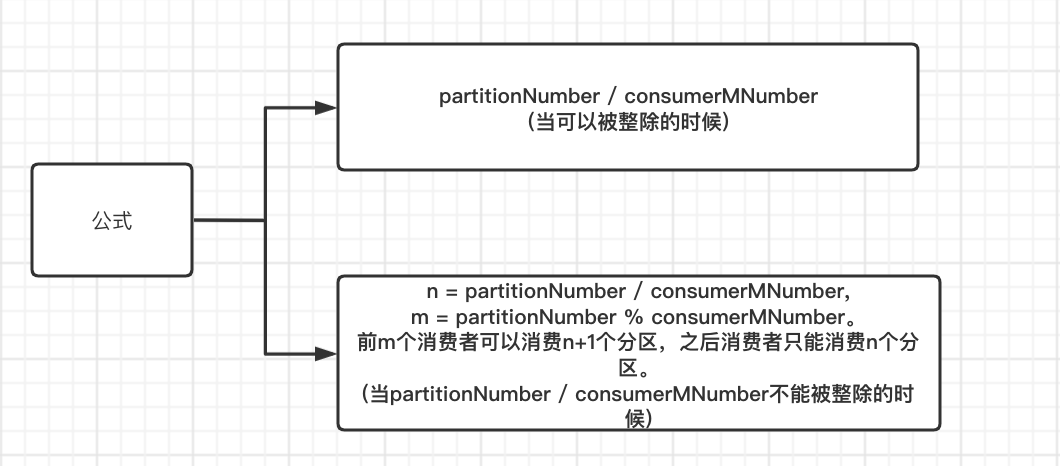 公式
partitionNumber / consumerMNumber
（当可以被整除的时候）
n = partitionNumber / consumerMNumber,
m = partitionNumber % consumerMNumber。
前m个消费者可以消费n+1个分区，之后消费者只能消费n个分
区。
（当partitionNumber / consumerMNumber不能被整除的时
候）